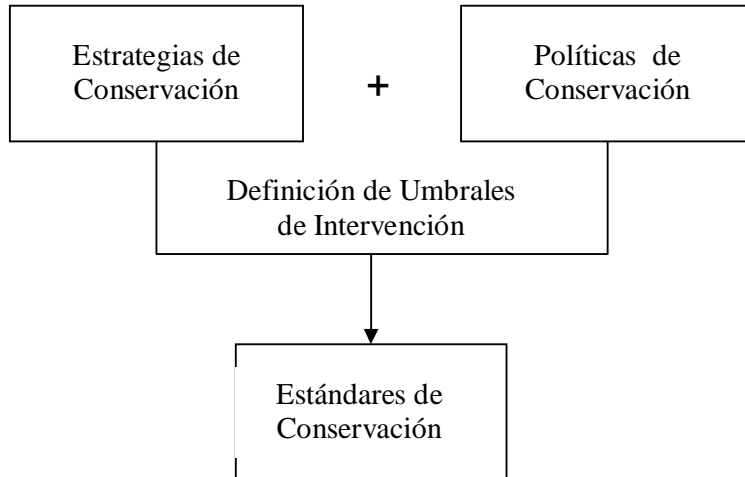 Estrategias de
Conservación
+
Políticas de
Conservación
Definición de Umbrales
de Intervención
Estándares de
Conservación